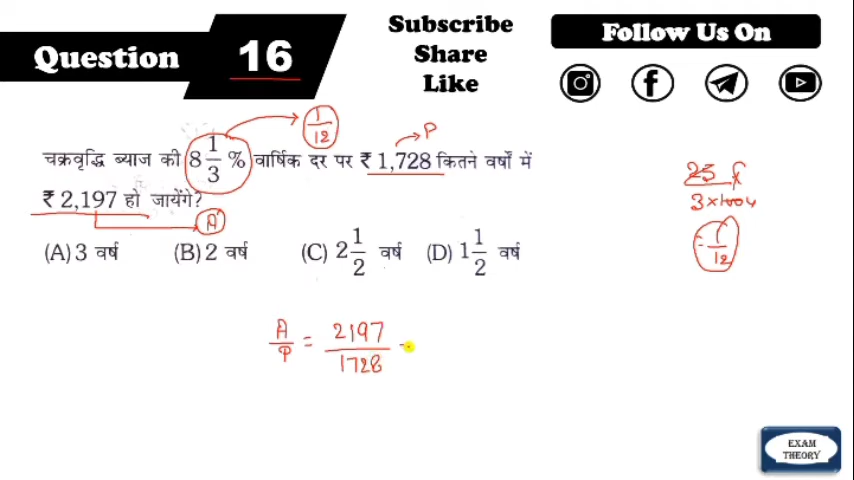 Question 16
Subscribe
Share
Like
Follow Us On
चक्रवृद्धि ब्याज की 8 1/3 % वार्षिक दर पर ₹ 1,728 कितने वर्षों में
₹ 2,197 हो जायेंगे?
(A) 3 वर्ष (B) 2 वर्ष (C) 2 1/2 वर्ष (D) 1 1/2 वर्ष
1/12
P
A
25
3 × 100 4
= 1/12
A/P = 2197/1728 -
EXAM
THEORY